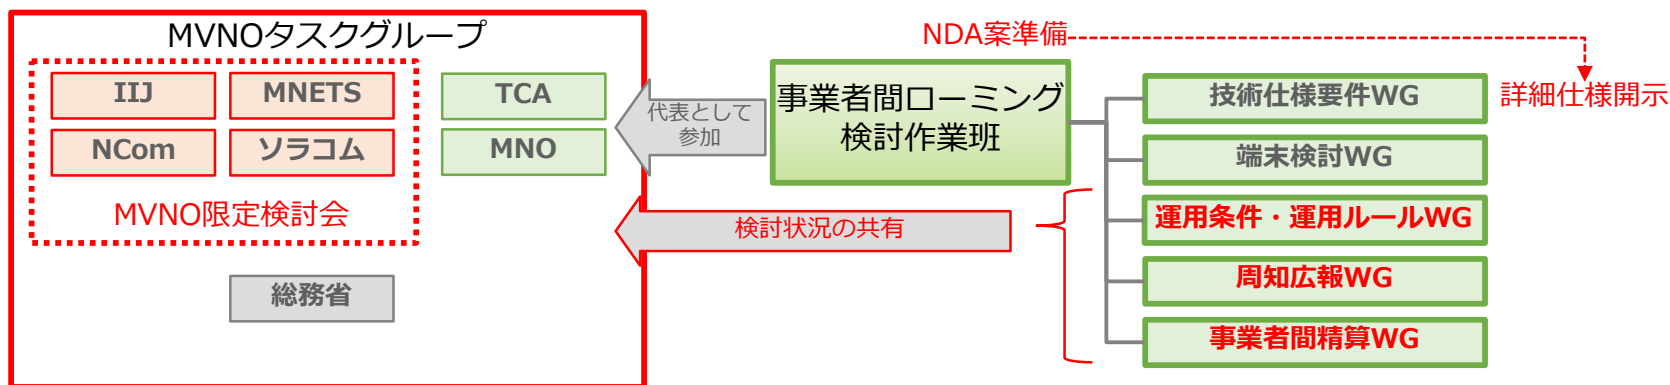 MVNOタスクグループ
IIJ
MNETS
NCom
ソラコム
MVNO限定検討会
TCA
MNO
総務省
代表として
参加
検討状況の共有
事業者間ローミング
検討作業班
NDA案準備
詳細仕様開示
技術仕様要件WG
端末検討WG
運用条件・運用ルールWG
周知広報WG
事業者間精算WG